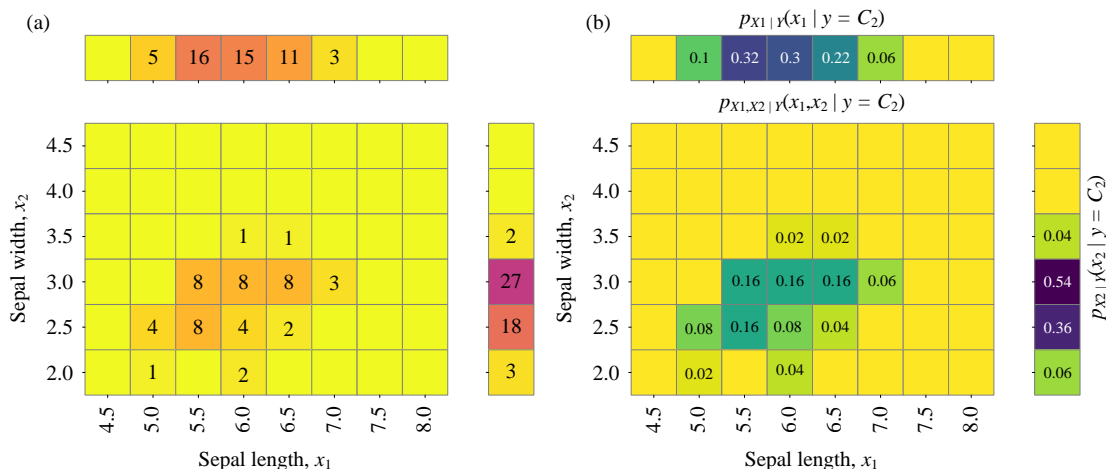 (a)
5 16 15 11 3
4.5
4.0
3.5 1 1 2
3.0 8 8 8 3 27
2.5 4 8 4 2 18
2.0 1 2 3
Sepal width, x₂
4.5 5.0 5.5 6.0 6.5 7.0 7.5 8.0
Sepal length, x₁
(b)
p_{X1 | Y}(x₁ | y = C₂)
0.1 0.32 0.3 0.22 0.06
p_{X1,X2 | Y}(x₁,x₂ | y = C₂)
4.5
4.0
3.5 0.02 0.02 0.04
3.0 0.16 0.16 0.16 0.06 0.54
2.5 0.08 0.16 0.08 0.04 0.36
2.0 0.02 0.04 0.06
Sepal width, x₂
p_{X2 | Y}(x₂ | y = C₂)
4.5 5.0 5.5 6.0 6.5 7.0 7.5 8.0
Sepal length, x₁